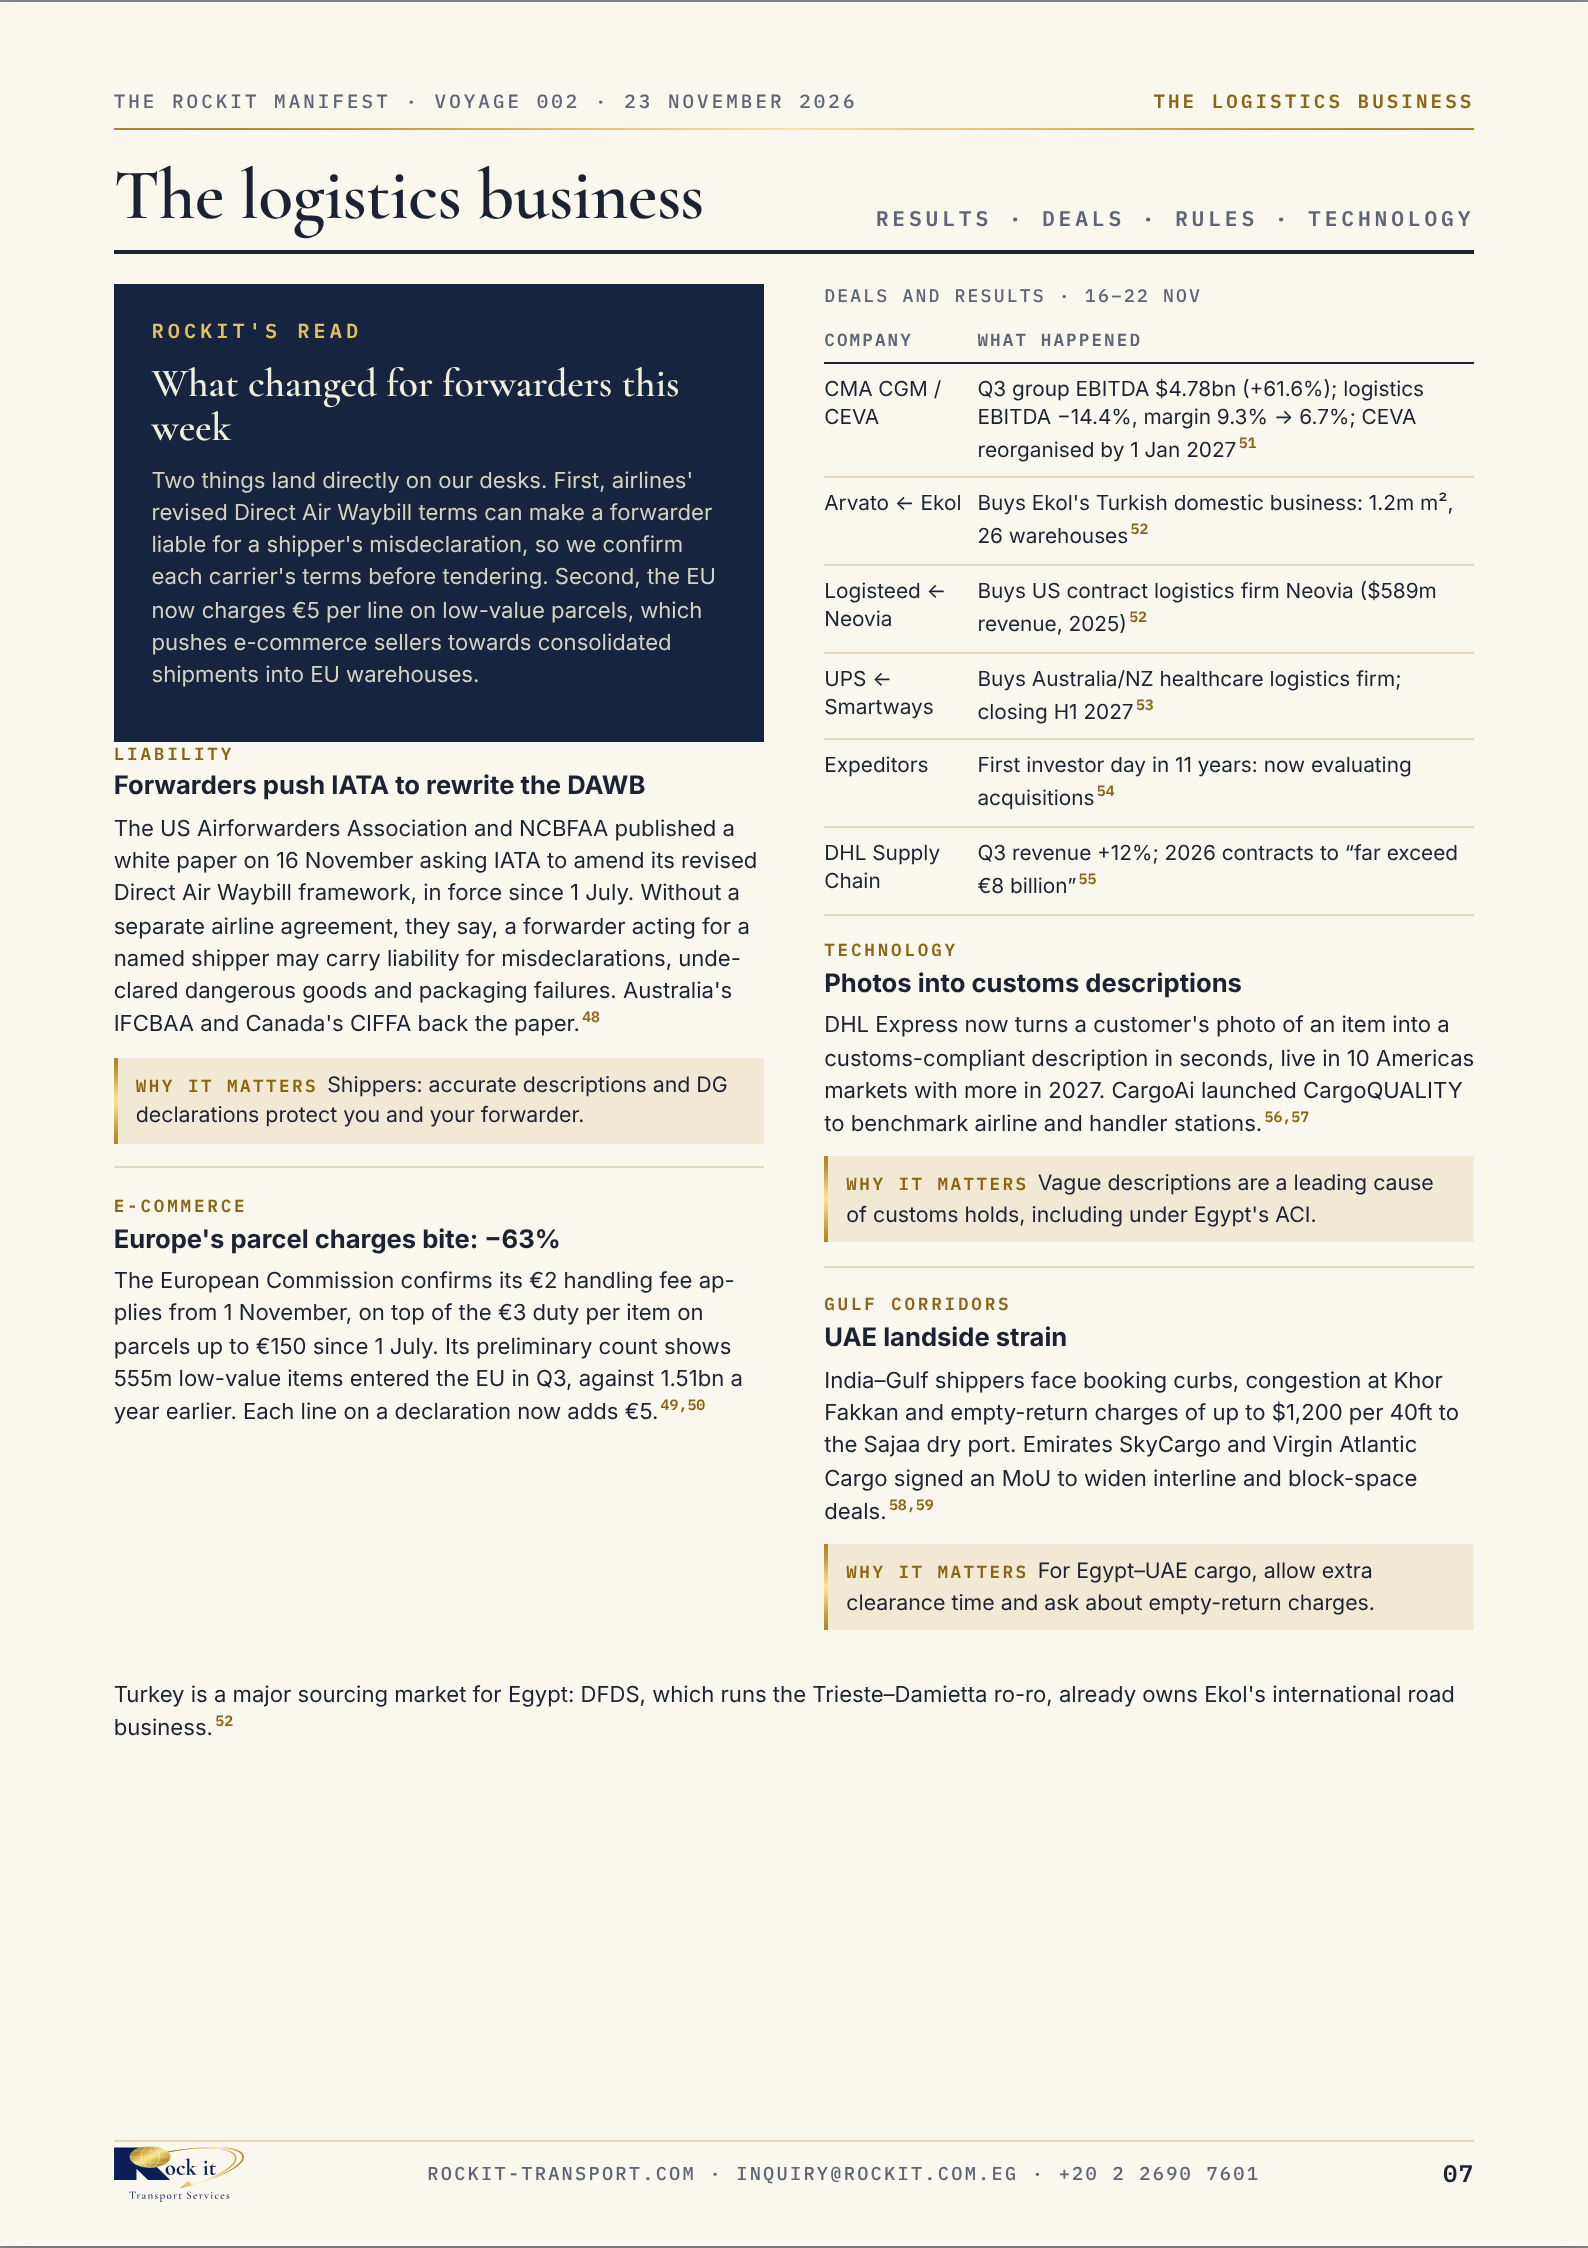 THE ROCKIT MANIFEST · VOYAGE 002 · 23 NOVEMBER 2026
THE LOGISTICS BUSINESS
The logistics business
RESULTS · DEALS · RULES · TECHNOLOGY
ROCKIT'S READ
What changed for forwarders this
week
Two things land directly on our desks. First, airlines'
revised Direct Air Waybill terms can make a forwarder
liable for a shipper's misdeclaration, so we confirm
each carrier's terms before tendering. Second, the EU
now charges €5 per line on low-value parcels, which
pushes e-commerce sellers towards consolidated
shipments into EU warehouses.
LIABILITY
Forwarders push IATA to rewrite the DAWB
The US Airforwarders Association and NCBFAA published a
white paper on 16 November asking IATA to amend its revised
Direct Air Waybill framework, in force since 1 July. Without a
separate airline agreement, they say, a forwarder acting for a
named shipper may carry liability for misdeclarations, unde-
clared dangerous goods and packaging failures. Australia's
IFCBAA and Canada's CIFFA back the paper.48
WHY IT MATTERS Shippers: accurate descriptions and DG
declarations protect you and your forwarder.
E-COMMERCE
Europe's parcel charges bite: −63%
The European Commission confirms its €2 handling fee ap-
plies from 1 November, on top of the €3 duty per item on
parcels up to €150 since 1 July. Its preliminary count shows
555m low-value items entered the EU in Q3, against 1.51bn a
year earlier. Each line on a declaration now adds €5.49,50
DEALS AND RESULTS · 16–22 NOV
COMPANY WHAT HAPPENED
CMA CGM / Q3 group EBITDA $4.78bn (+61.6%); logistics
CEVA EBITDA −14.4%, margin 9.3% → 6.7%; CEVA
reorganised by 1 Jan 202751
Arvato ← Ekol Buys Ekol's Turkish domestic business: 1.2m m²,
26 warehouses52
Logisteed ← Buys US contract logistics firm Neovia ($589m
Neovia revenue, 2025)52
UPS ← Buys Australia/NZ healthcare logistics firm;
Smartways closing H1 202753
Expeditors First investor day in 11 years: now evaluating
acquisitions54
DHL Supply Q3 revenue +12%; 2026 contracts to “far exceed
Chain €8 billion”55
TECHNOLOGY
Photos into customs descriptions
DHL Express now turns a customer's photo of an item into a
customs-compliant description in seconds, live in 10 Americas
markets with more in 2027. CargoAi launched CargoQUALITY
to benchmark airline and handler stations.56,57
WHY IT MATTERS Vague descriptions are a leading cause
of customs holds, including under Egypt's ACI.
GULF CORRIDORS
UAE landside strain
India–Gulf shippers face booking curbs, congestion at Khor
Fakkan and empty-return charges of up to $1,200 per 40ft to
the Sajaa dry port. Emirates SkyCargo and Virgin Atlantic
Cargo signed an MoU to widen interline and block-space
deals.58,59
WHY IT MATTERS For Egypt–UAE cargo, allow extra
clearance time and ask about empty-return charges.
Turkey is a major sourcing market for Egypt: DFDS, which runs the Trieste–Damietta ro-ro, already owns Ekol's international road
business.52
Rock it
Transport Services
ROCKIT-TRANSPORT.COM · INQUIRY@ROCKIT.COM.EG · +20 2 2690 7601
07